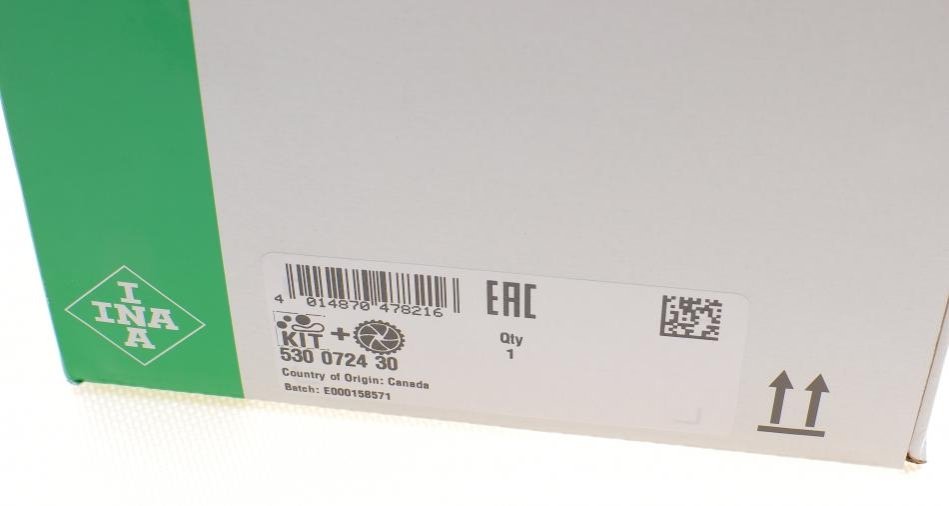 I
INA
A
4 014870 478216
EAC
KIT +
530 0724 30
Qty
1
Country of Origin: Canada
Batch: E000158571